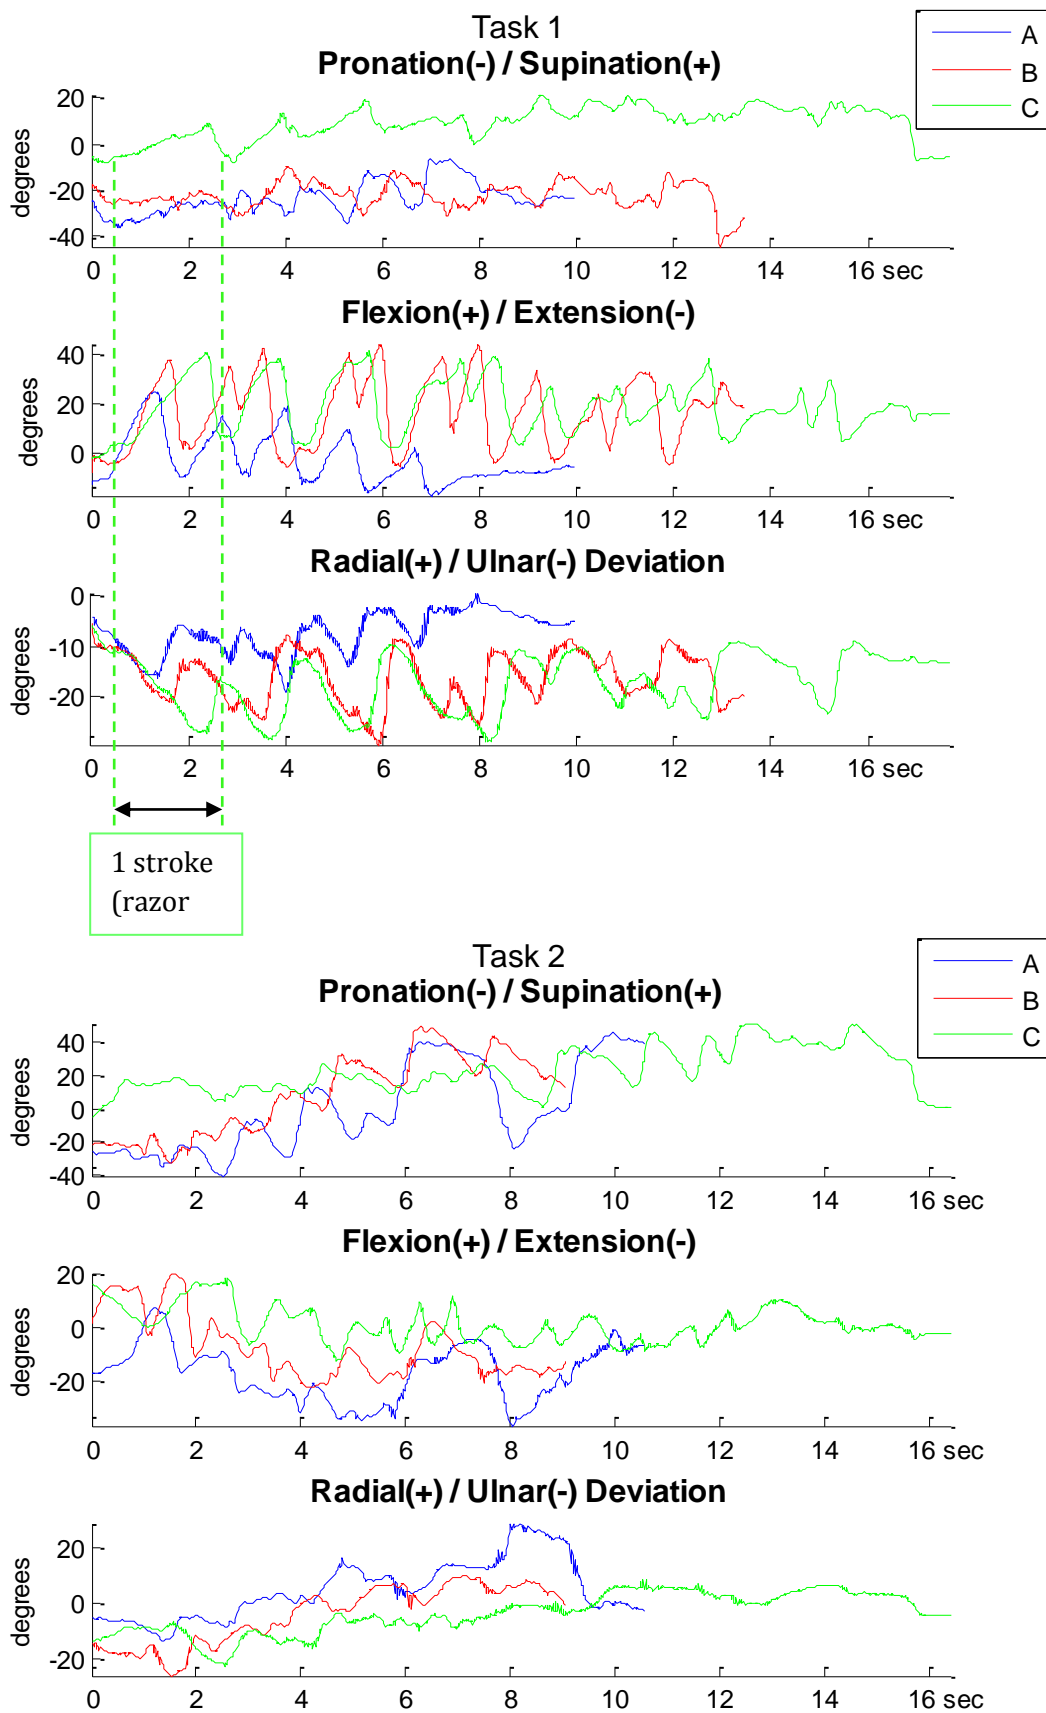 Task 1
Pronation(-) / Supination(+)
A
B
C
degrees
20
0
-20
-40
0 2 4 6 8 10 12 14 16 sec
Flexion(+) / Extension(-)
degrees
40
20
0
0 2 4 6 8 10 12 14 16 sec
Radial(+) / Ulnar(-) Deviation
degrees
0
-10
-20
0 2 4 6 8 10 12 14 16 sec
1 stroke
(razor
Task 2
Pronation(-) / Supination(+)
A
B
C
degrees
40
20
0
-20
-40
0 2 4 6 8 10 12 14 16 sec
Flexion(+) / Extension(-)
degrees
20
0
-20
0 2 4 6 8 10 12 14 16 sec
Radial(+) / Ulnar(-) Deviation
degrees
20
0
-20
0 2 4 6 8 10 12 14 16 sec